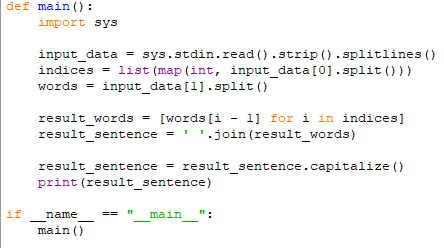 def main():
    import sys

    input_data = sys.stdin.read().strip().splitlines()
    indices = list(map(int, input_data[0].split()))
    words = input_data[1].split()

    result_words = [words[i - 1] for i in indices]
    result_sentence = ' '.join(result_words)

    result_sentence = result_sentence.capitalize()
    print(result_sentence)

if __name__ == "__main__":
    main()